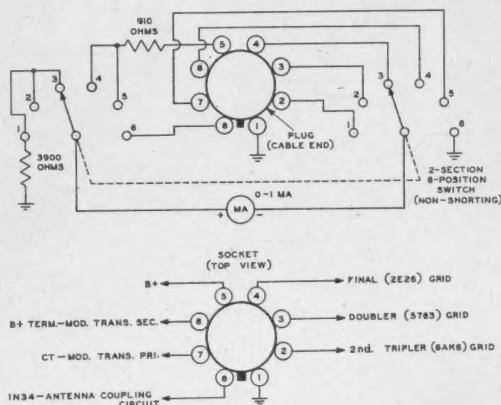 910
OHMS
5
4
4
3
3
6
3
4
2
5
7
2
2
5
1
6
8
1
1
6
PLUG
(CABLE END)
3900
OHMS
2-SECTION
6-POSITION
SWITCH
(NON-SHORTING)
0-1 MA
+
MA
-
SOCKET
(TOP VIEW)
B+
5
4
FINAL (2E26) GRID
B+ TERM.-MOD. TRANS. SEC.
6
3
DOUBLER (5763) GRID
CT-MOD. TRANS. PRI.
7
2
2nd. TRIPLER (6AK6) GRID
1N34-ANTENNA COUPLING
CIRCUIT
8
1